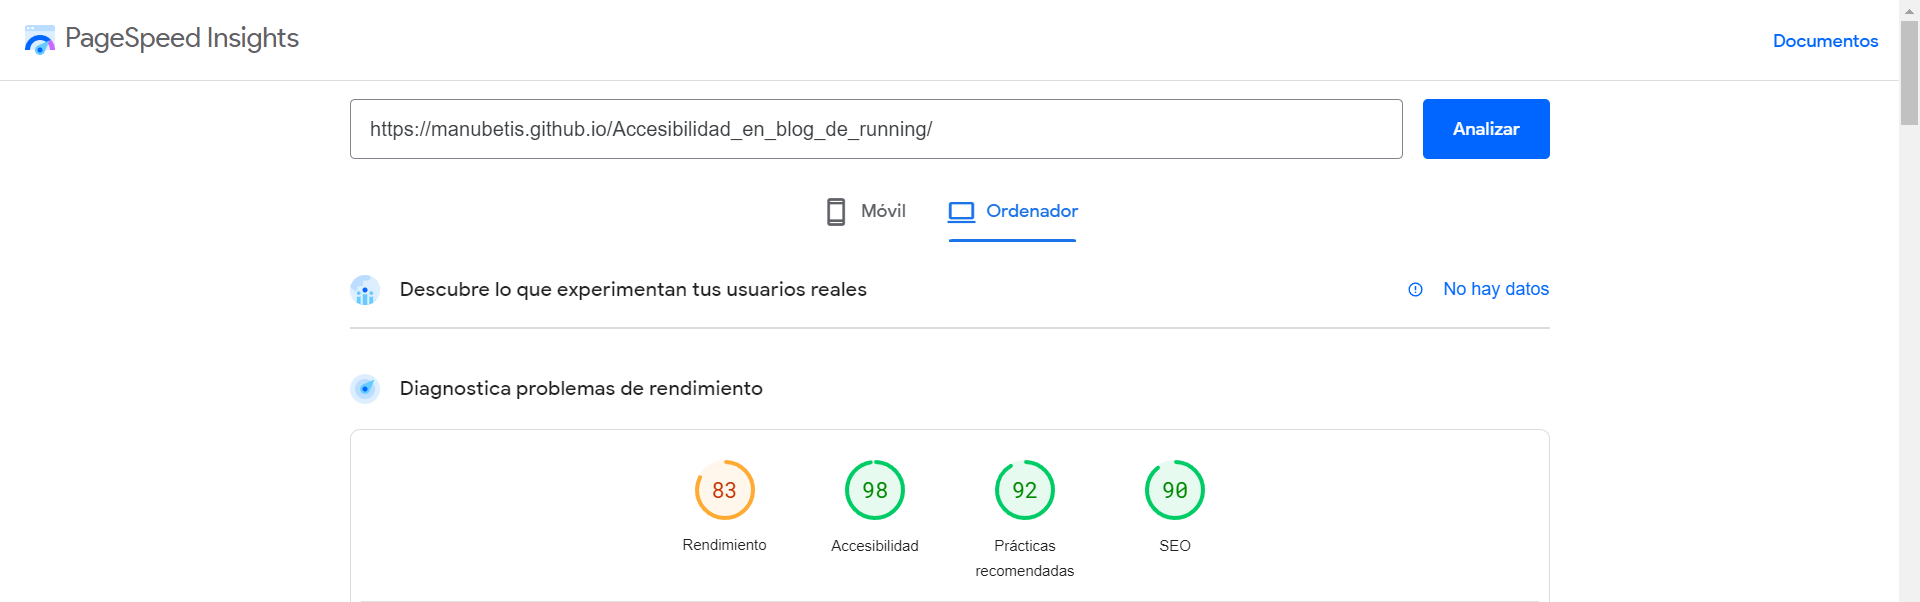 PageSpeed Insights
Documentos
https://manubetis.github.io/Accesibilidad_en_blog_de_running/
Analizar
Móvil
Ordenador
Descubre lo que experimentan tus usuarios reales
No hay datos
Diagnostica problemas de rendimiento
83
98
92
90
Rendimiento
Accesibilidad
Prácticas
recomendadas
SEO